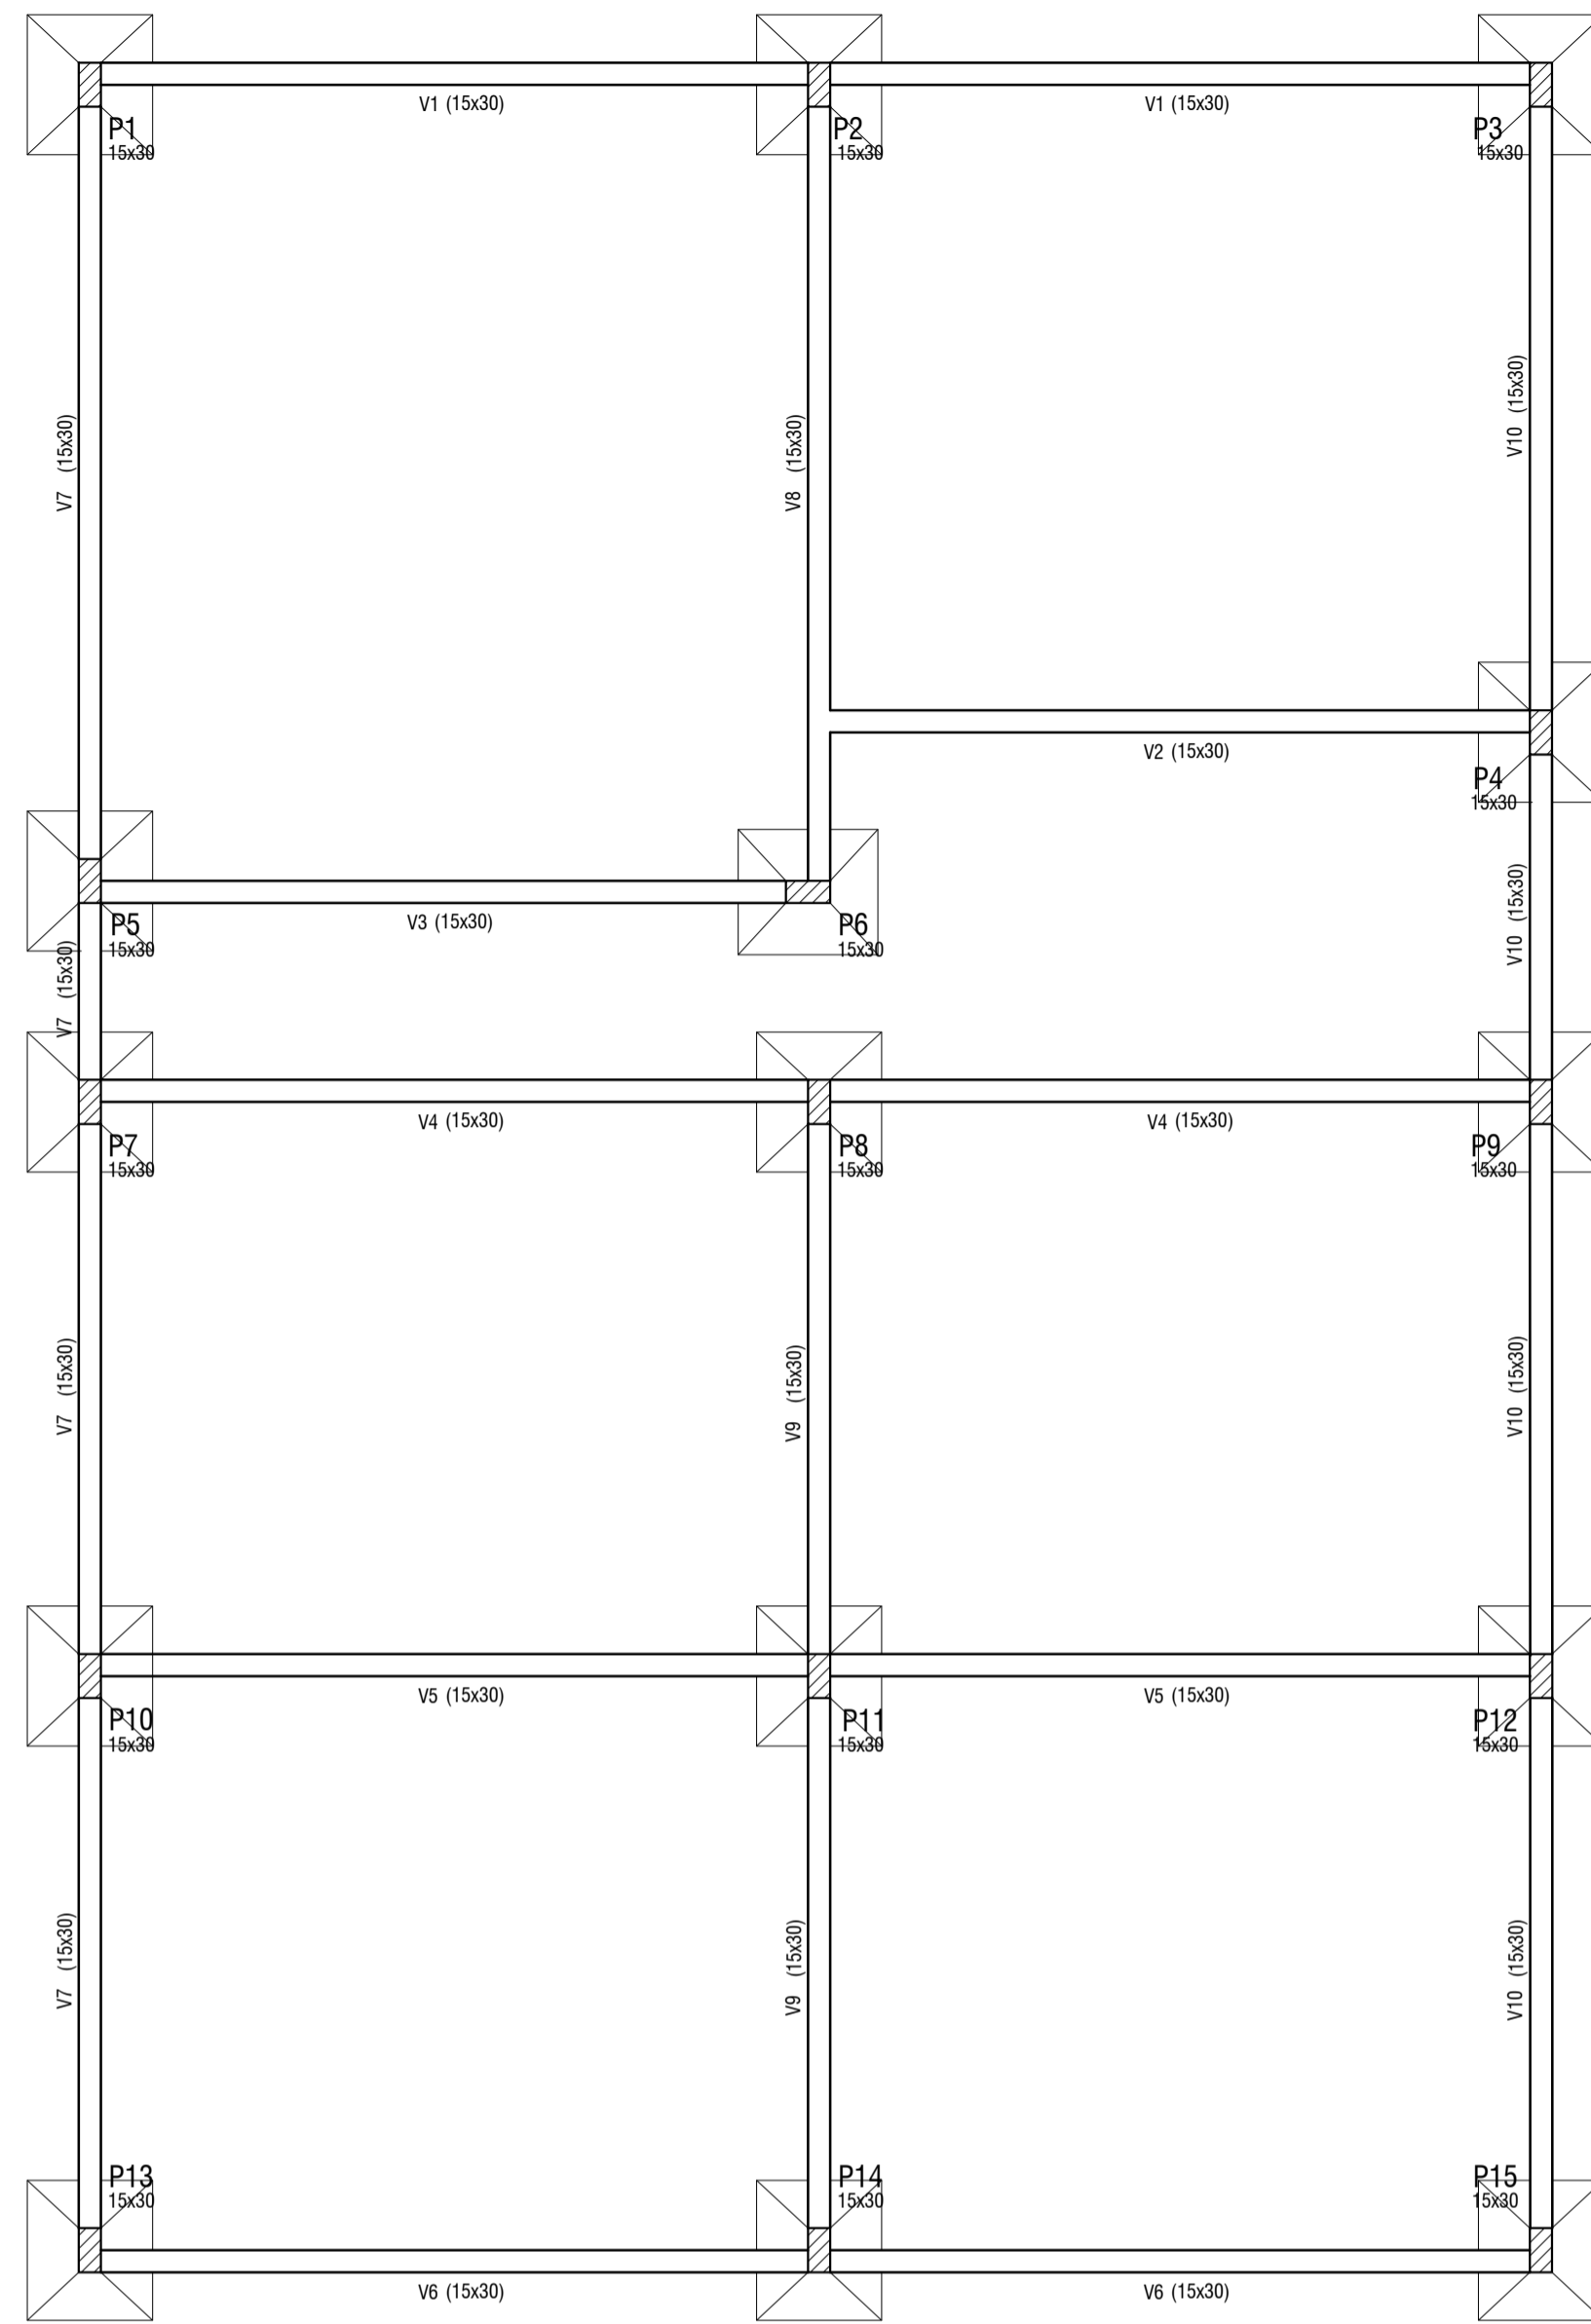 V1 (15x30)
V1 (15x30)
P1
15x30
P2
15x30
P3
15x30
V7 (15x30)
V8 (15x30)
V10 (15x30)
V2 (15x30)
P4
15x30
V3 (15x30)
P5
15x30
P6
15x30
V7 (15x30)
V10 (15x30)
V4 (15x30)
V4 (15x30)
P7
15x30
P8
15x30
P9
15x30
V7 (15x30)
V9 (15x30)
V10 (15x30)
V5 (15x30)
V5 (15x30)
P10
15x30
P11
15x30
P12
15x30
V7 (15x30)
V9 (15x30)
V10 (15x30)
P13
15x30
P14
15x30
P15
15x30
V6 (15x30)
V6 (15x30)